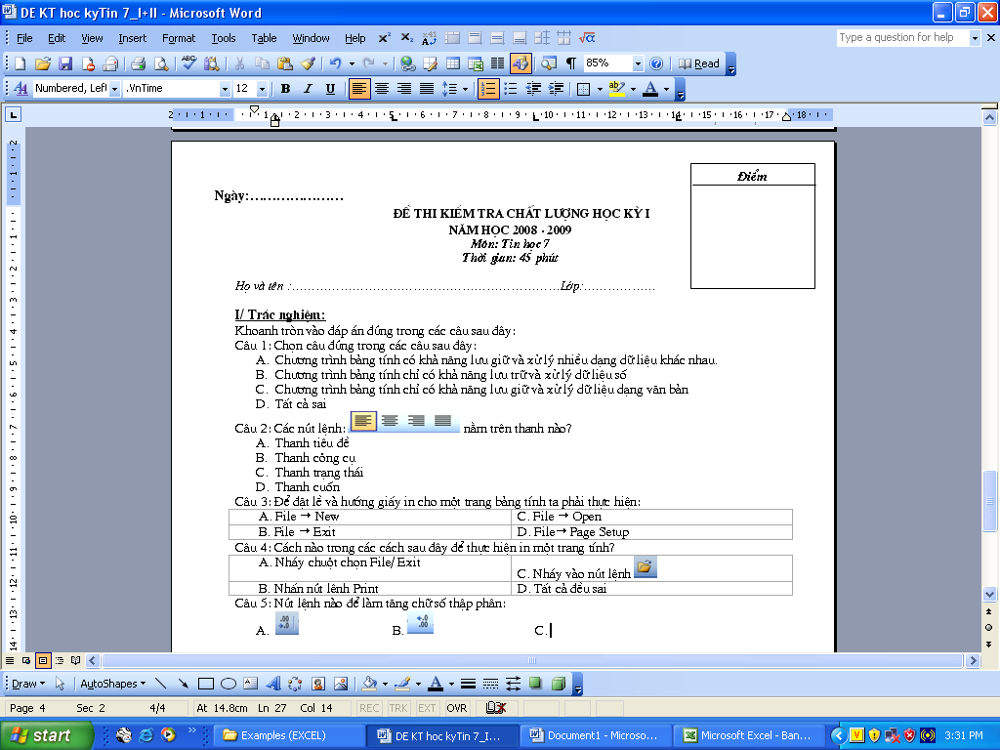 DE KT hoc kyTin 7_I+II - Microsoft Word
File Edit View Insert Format Tools Table Window Help
Type a question for help
85% Read
Numbered, Left .VnTime 12 B I U
Điểm
Ngày:.....................
ĐỀ THI KIỂM TRA CHẤT LƯỢNG HỌC KỲ I
NĂM HỌC 2008 - 2009
Môn: Tin học 7
Thời gian: 45 phút
Họ và tên :..................................................................Lớp:..................
I/ Trắc nghiệm:
Khoanh tròn vào đáp án đúng trong các câu sau đây:
Câu 1: Chọn câu đúng trong các câu sau đây:
A. Chương trình bảng tính có khả năng lưu giữ và xử lý nhiều dạng dữ liệu khác nhau.
B. Chương trình bảng tính chỉ có khả năng lưu trữ và xử lý dữ liệu số
C. Chương trình bảng tính chỉ có khả năng lưu giữ và xử lý dữ liệu dạng văn bản
D. Tất cả sai
Câu 2: Các nút lệnh: nằm trên thanh nào?
A. Thanh tiêu đề
B. Thanh công cụ
C. Thanh trạng thái
D. Thanh cuốn
Câu 3: Để đặt lề và hướng giấy in cho một trang bảng tính ta phải thực hiện:
A. File → New C. File → Open
B. File → Exit D. File→ Page Setup
Câu 4: Cách nào trong các cách sau đây để thực hiện in một trang tính?
A. Nháy chuột chọn File/ Exit C. Nháy vào nút lệnh
B. Nhấn nút lênh Print D. Tất cả đều sai
Câu 5: Nút lệnh nào để làm tăng chữ số thập phân:
A. B. C.
Draw AutoShapes
Page 4 Sec 2 4/4 At 14.8cm Ln 27 Col 14 REC TRK EXT OVR
start Examples (EXCEL) DE KT hoc kyTin 7_I... Document1 - Microso... Microsoft Excel - Ban... V 3:31 PM